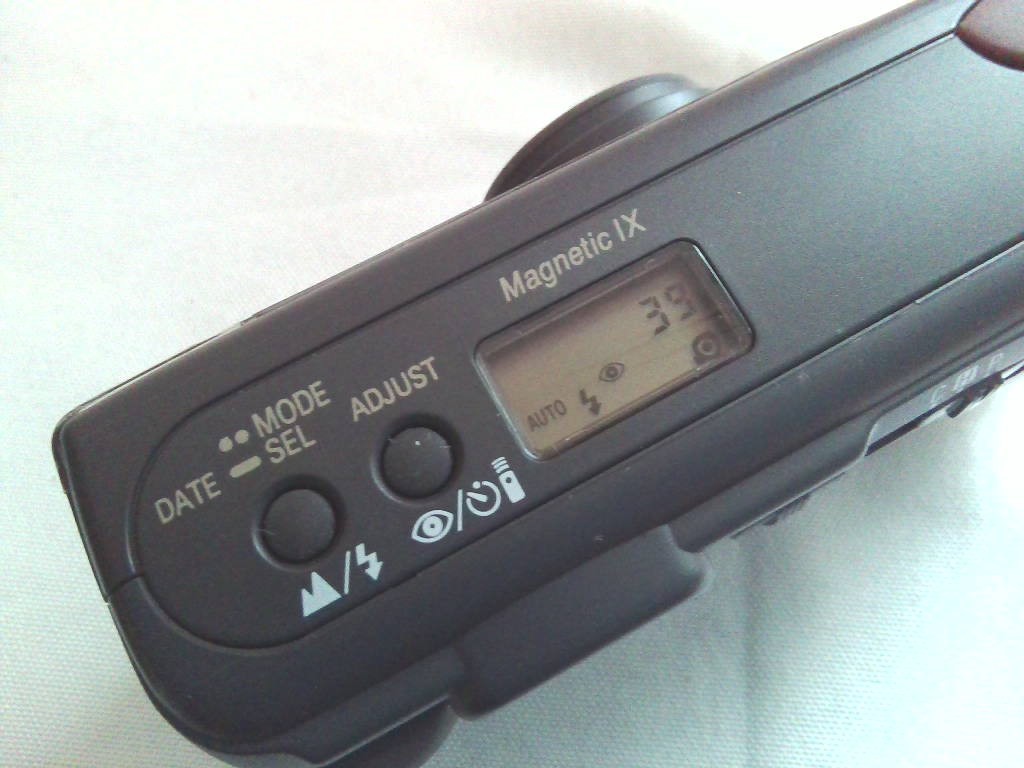 Magnetic IX
39
AUTO
ADJUST
MODE
DATE SEL